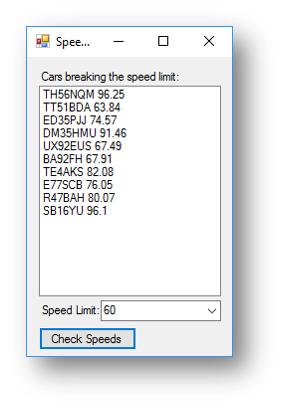 Spee...
Cars breaking the speed limit:
TH56NQM 96.25
TT51BDA 63.84
ED35PJJ 74.57
DM35HMU 91.46
UX92EUS 67.49
BA92FH 67.91
TE4AKS 82.08
E77SCB 76.05
R47BAH 80.07
SB16YU 96.1
Speed Limit: 60
Check Speeds